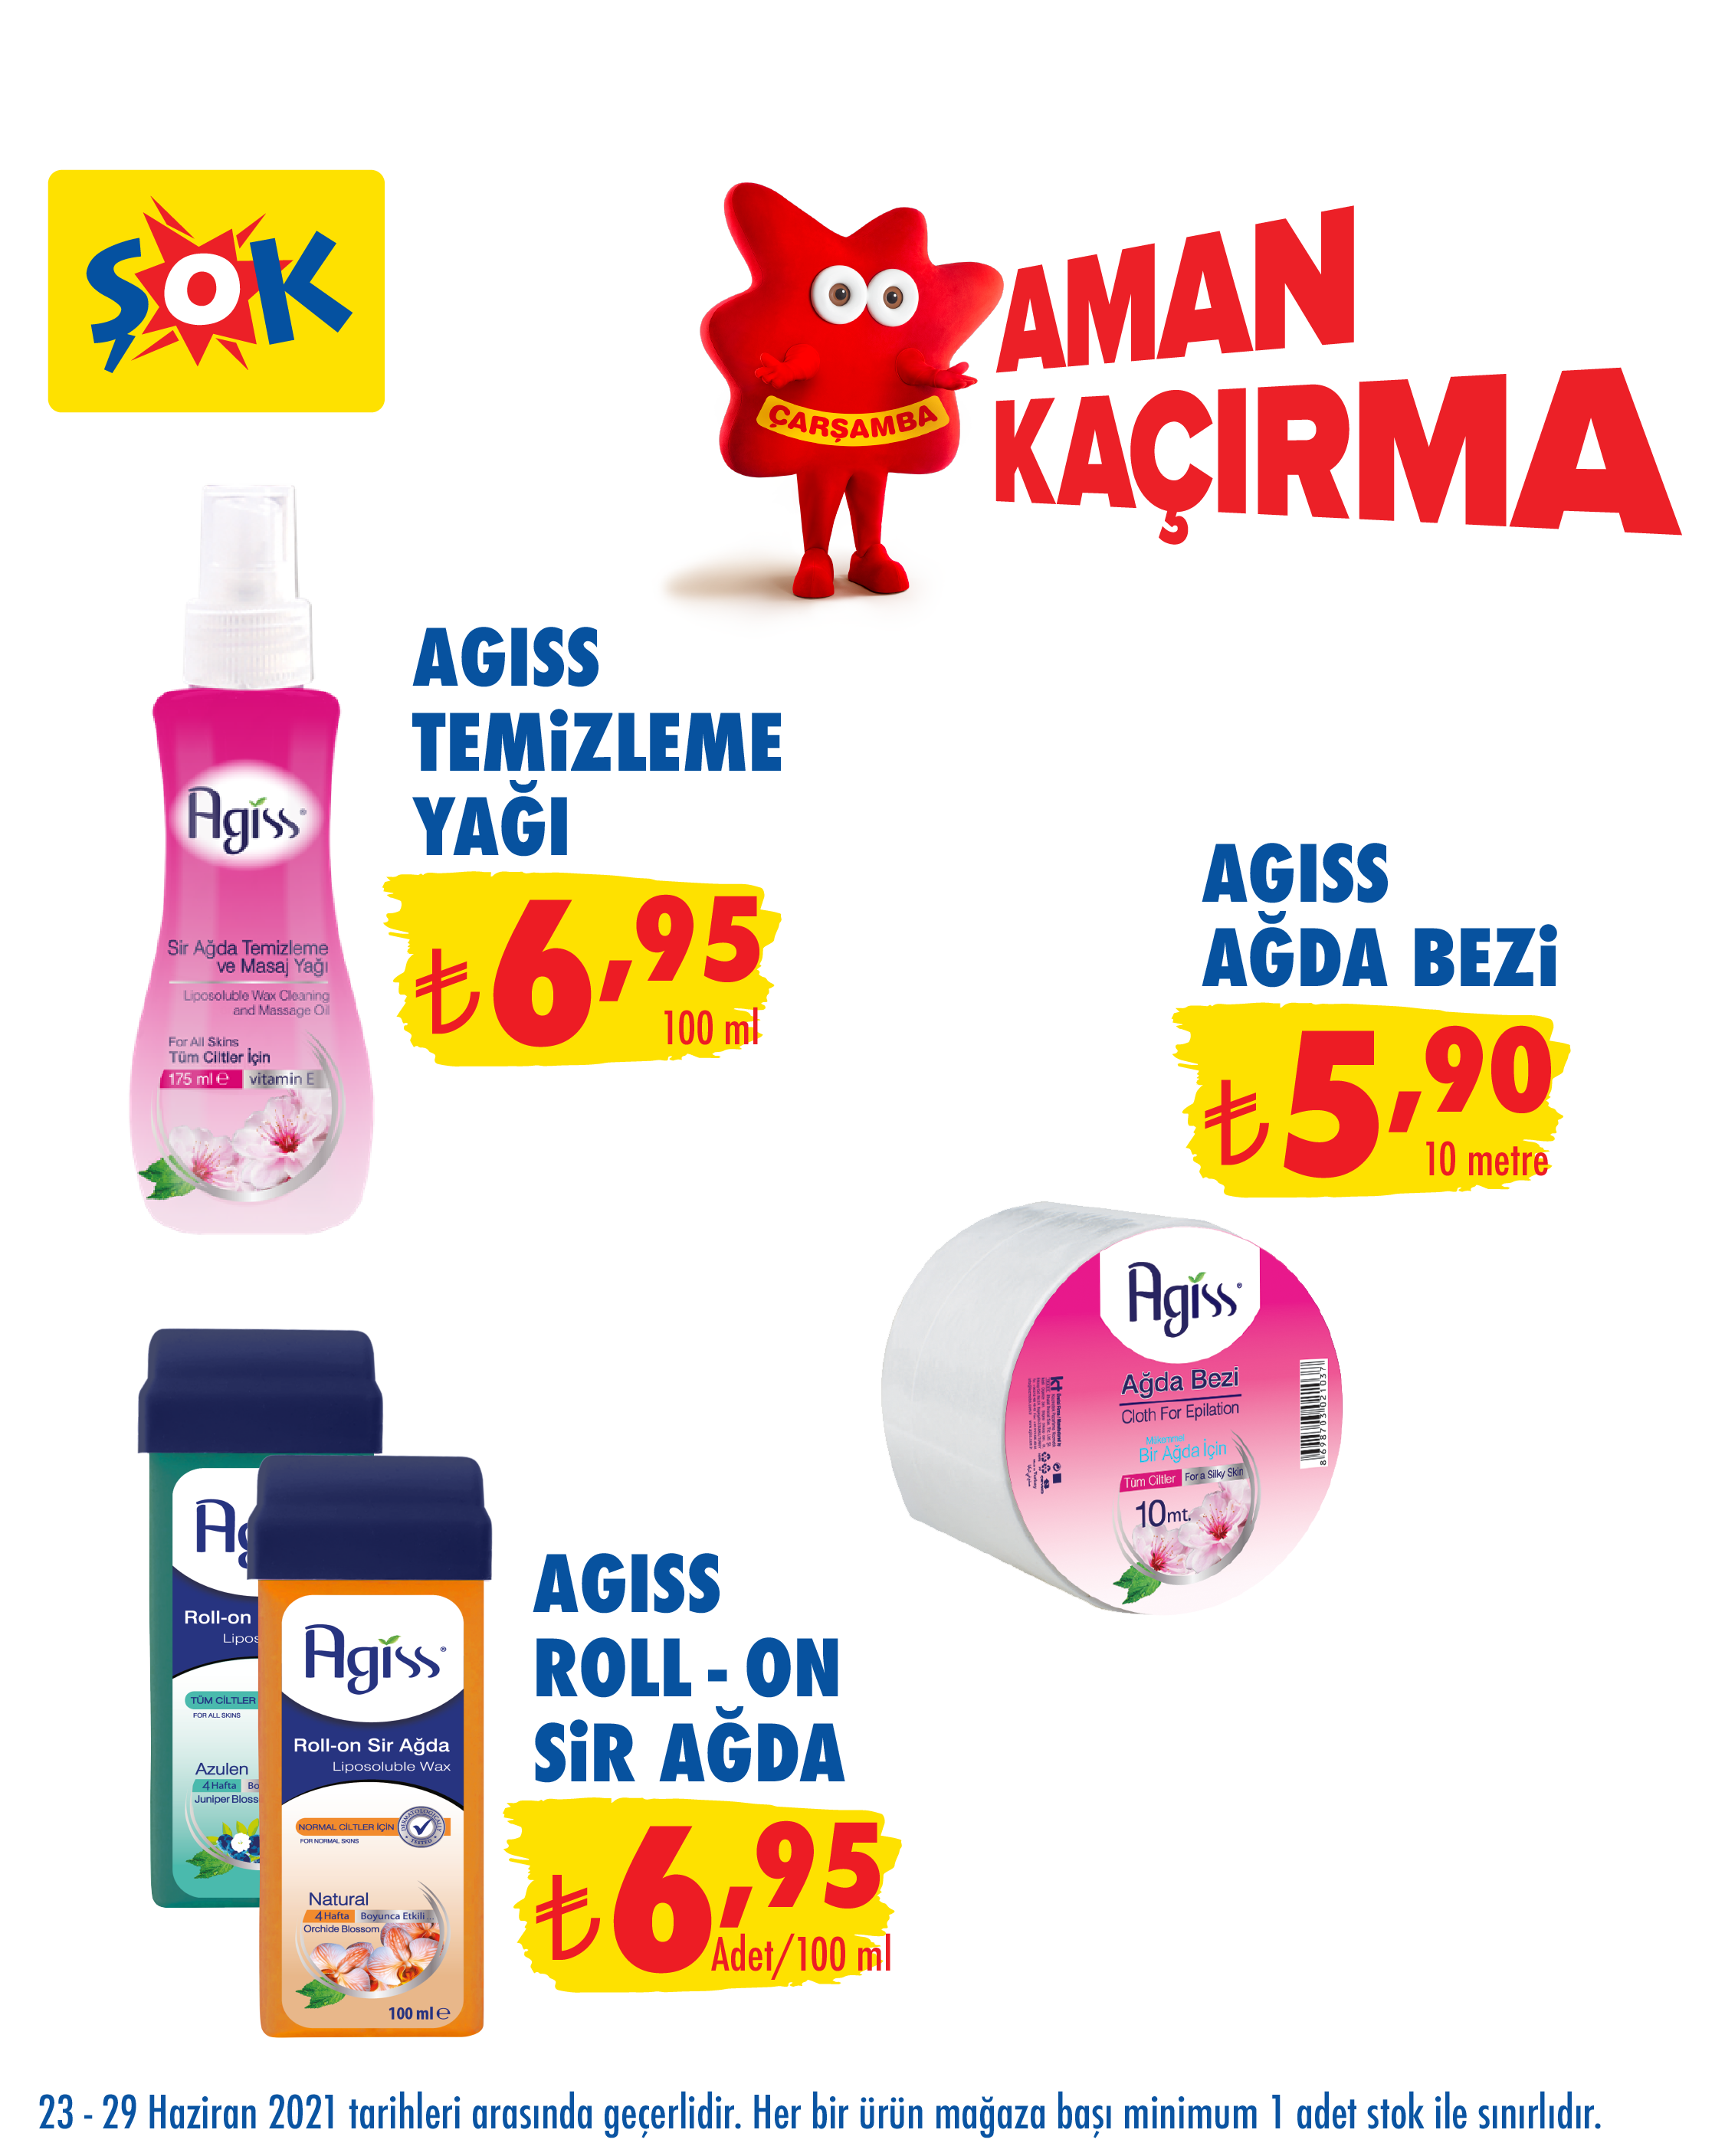 ŞOK
AMAN
KAÇIRMA
ÇARŞAMBA
AGISS
TEMiZLEME
YAĞI
₺6,95
100 ml
Agiss
Sir Ağda Temizleme
ve Masaj Yağı
Liposoluble Wax Cleaning
and Massage Oil
For All Skins
Tüm Ciltler İçin
175 ml e vitamin E
AGISS
AĞDA BEZi
₺5,90
10 metre
Agiss
Ağda Bezi
Cloth For Epilation
Bir Ağda İçin
Tüm Ciltler For a Silky Skin
10mt.
kt
8698703021037
Roll-on
TÜM CİLTLER
FOR ALL SKINS
Azulen
4 Hafta
Juniper
Agiss
Roll-on Sir Ağda
Liposoluble Wax
NORMAL CİLTLER İÇİN
FOR NORMAL SKINS
DERMATOLOGICALLY TESTED
Natural
4 Hafta Boyunca Etkili
Orchide Blossom
100 ml e
AGISS
ROLL - ON
SiR AĞDA
₺6,95
Adet/100 ml
23 - 29 Haziran 2021 tarihleri arasında geçerlidir. Her bir ürün mağaza başı minimum 1 adet stok ile sınırlıdır.